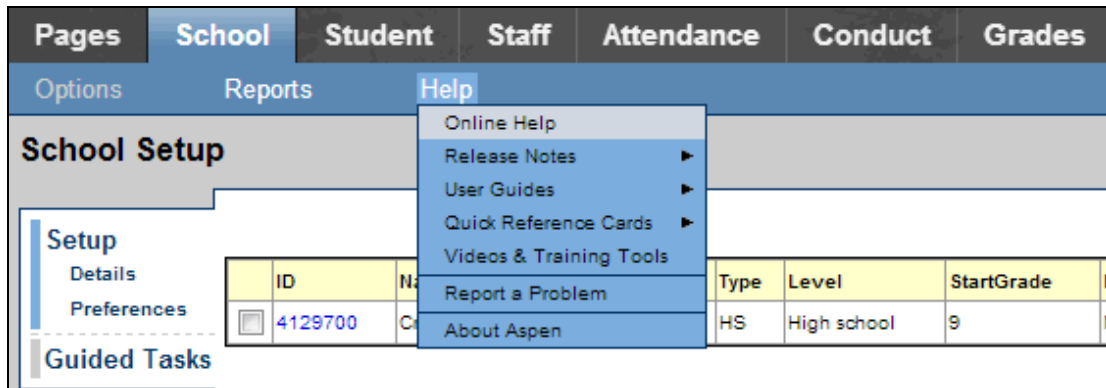 Pages School Student Staff Attendance Conduct Grades
Options Reports Help
Online Help
School Setup
Release Notes
User Guides
Quick Reference Cards
Videos & Training Tools
Report a Problem
About Aspen
Setup
Details
Preferences
Guided Tasks
ID Type Level StartGrade
4129700 HS High school 9